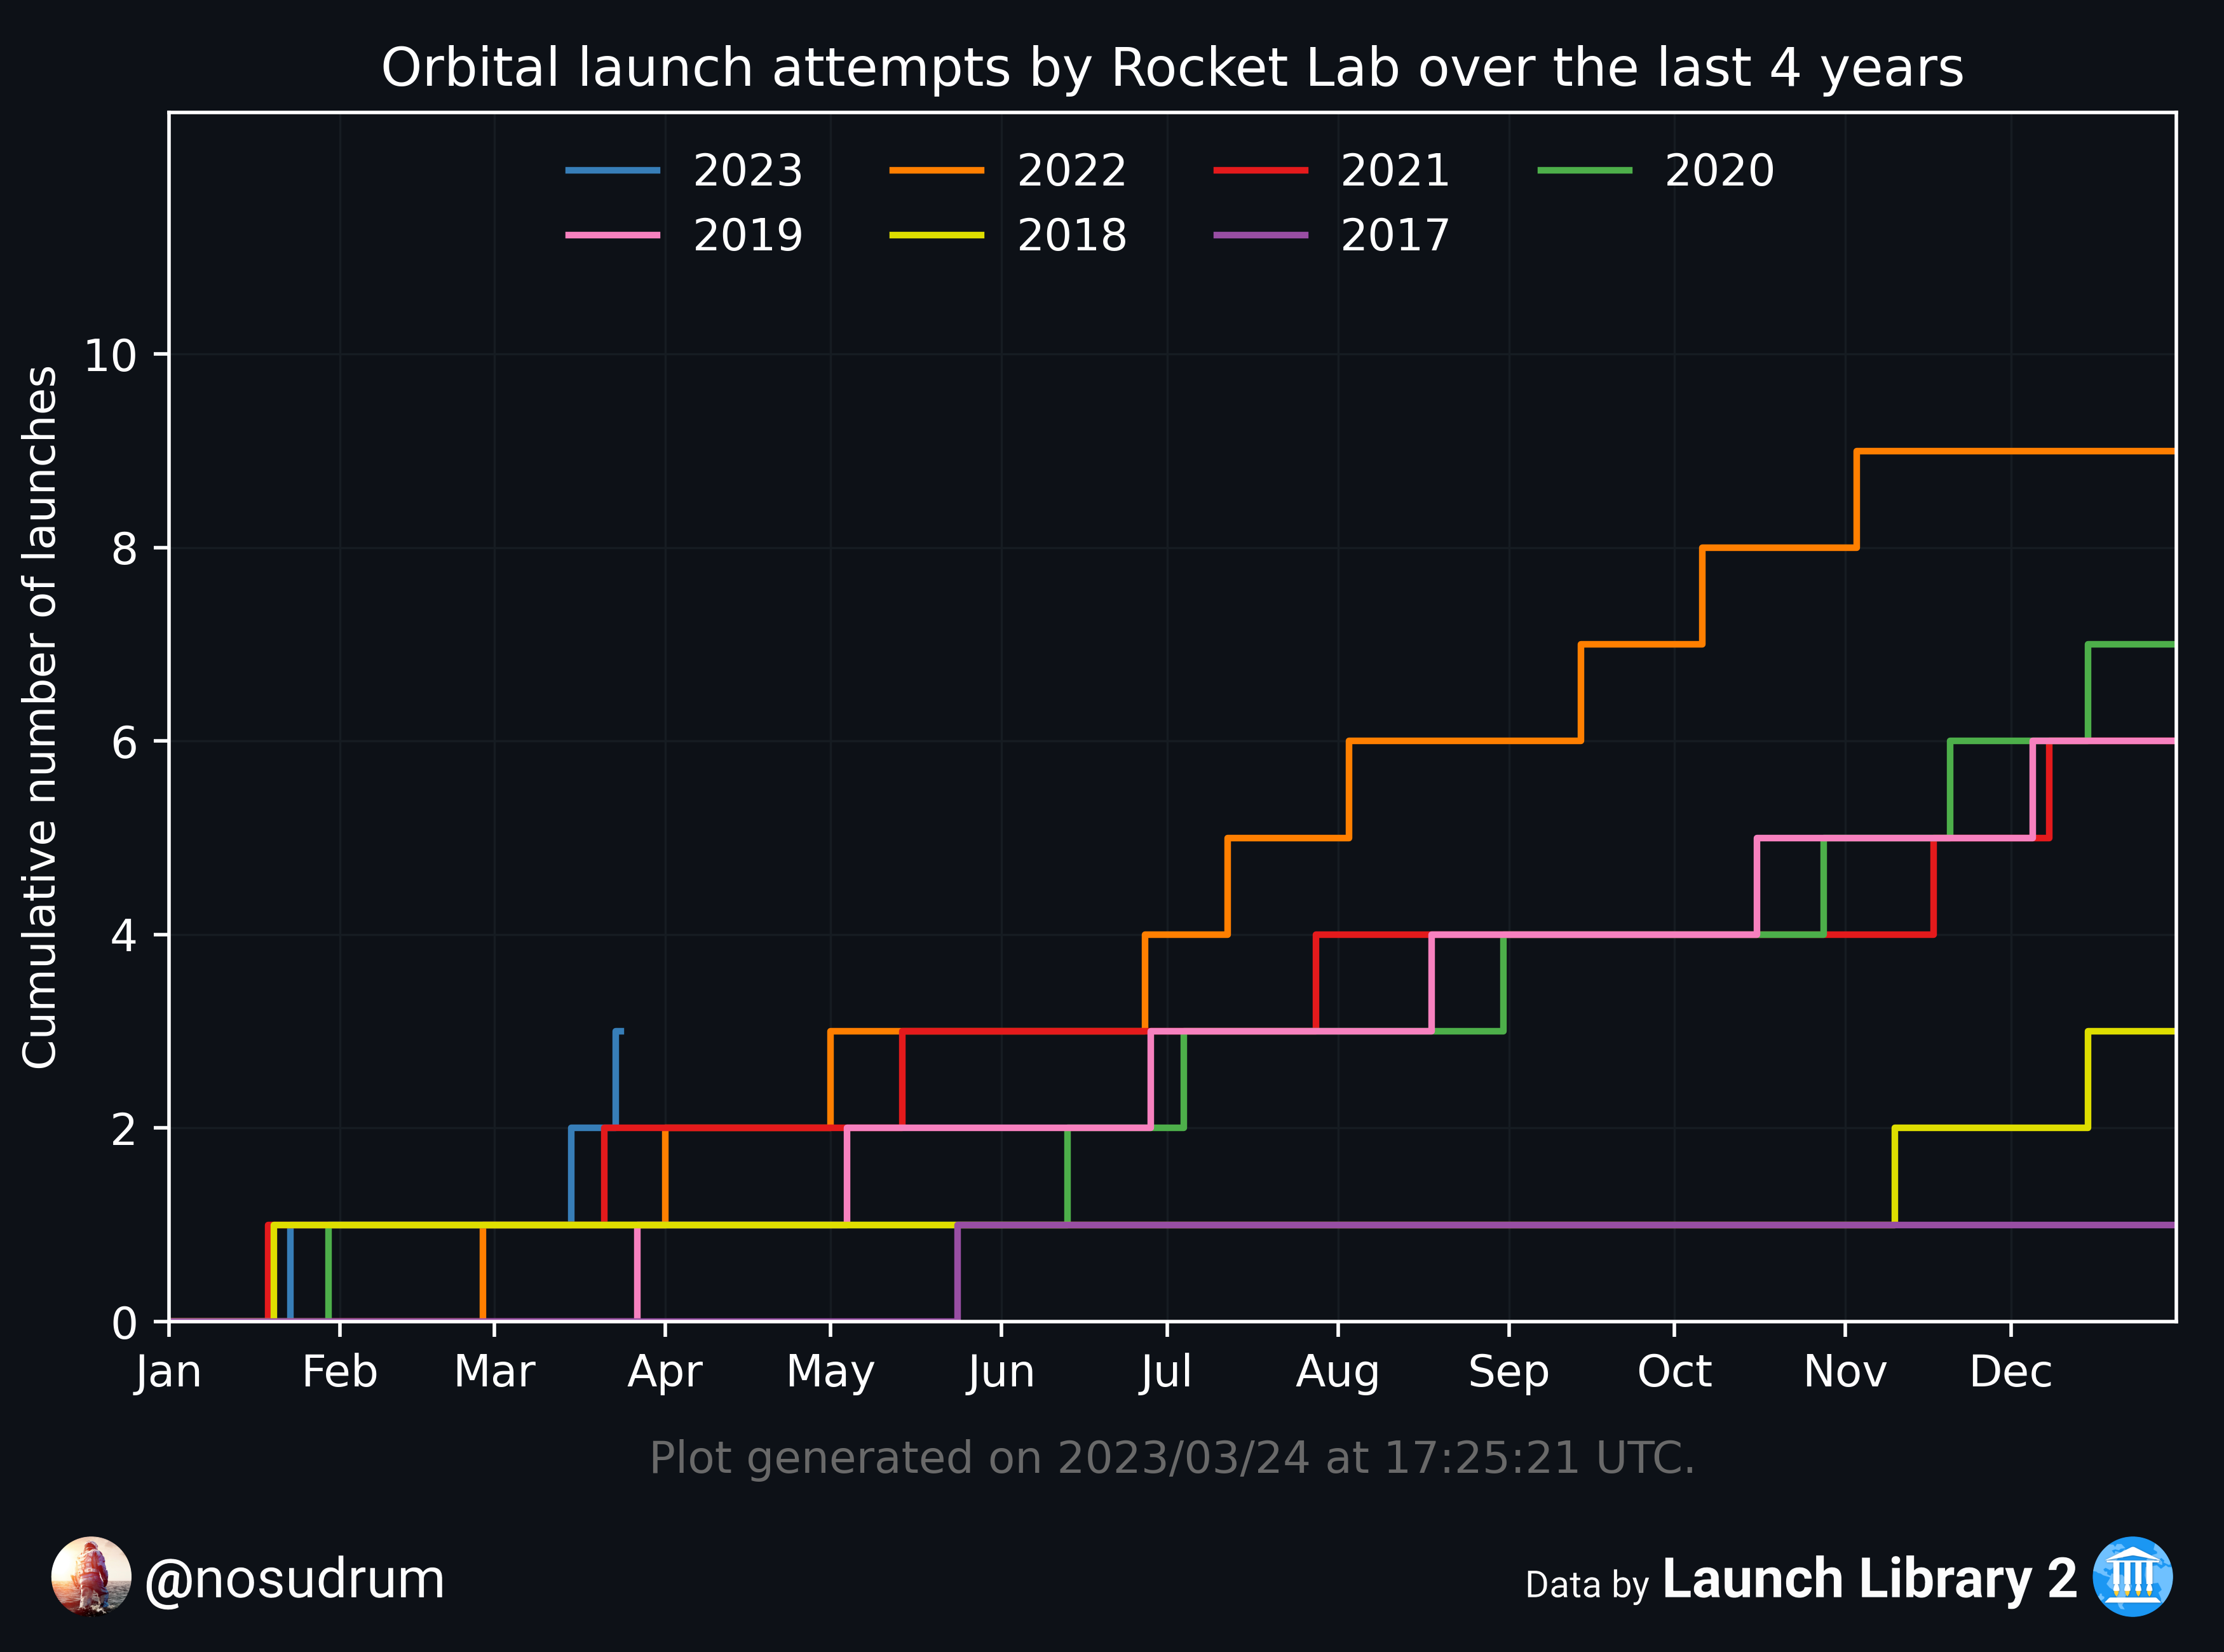 Orbital launch attempts by Rocket Lab over the last 4 years
2023 2022 2021 2020
2019 2018 2017
Cumulative number of launches
10
8
6
4
2
0
Jan Feb Mar Apr May Jun Jul Aug Sep Oct Nov Dec
Plot generated on 2023/03/24 at 17:25:21 UTC.
@nosudrum
Data by Launch Library 2